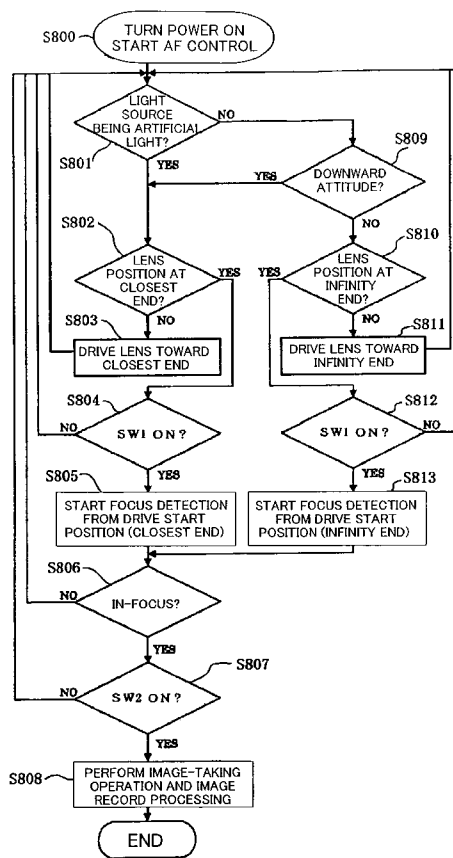 S800
TURN POWER ON
START AF CONTROL
LIGHT
SOURCE
BEING ARTIFICIAL
LIGHT?
NO
S801
YES
S809
DOWNWARD
ATTITUDE?
YES
NO
S802
LENS
POSITION AT
CLOSEST
END?
YES
NO
S810
LENS
POSITION AT
INFINITY
END?
YES
NO
S803
DRIVE LENS TOWARD
CLOSEST END
S811
DRIVE LENS TOWARD
INFINITY END
S804
SW1 ON?
NO
YES
S812
SW1 ON?
NO
YES
S805
START FOCUS DETECTION
FROM DRIVE START
POSITION (CLOSEST END)
S813
START FOCUS DETECTION
FROM DRIVE START
POSITION (INFINITY END)
S806
IN-FOCUS?
NO
YES
S807
SW2 ON?
NO
YES
S808
PERFORM IMAGE-TAKING
OPERATION AND IMAGE
RECORD PROCESSING
END